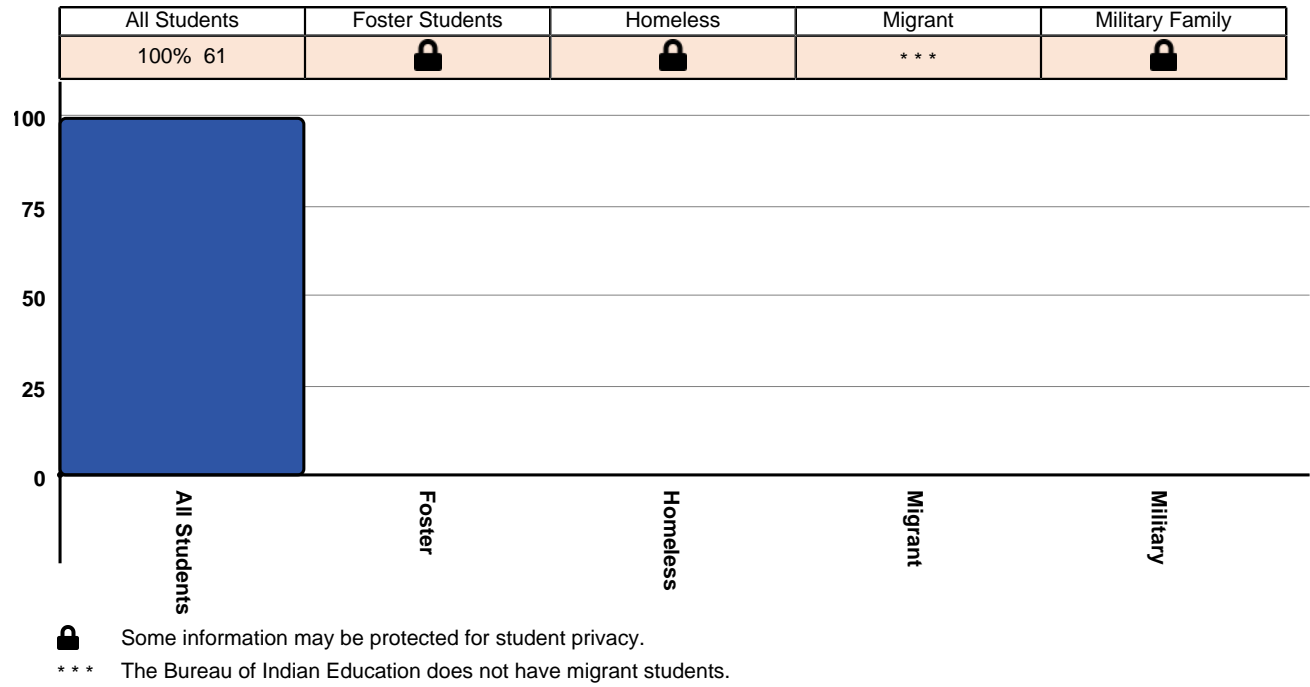 All Students Foster Students Homeless Migrant Military Family
100% 61 * * *
100
75
50
25
0
All Students
Foster
Homeless
Migrant
Military
Some information may be protected for student privacy.
* * * The Bureau of Indian Education does not have migrant students.